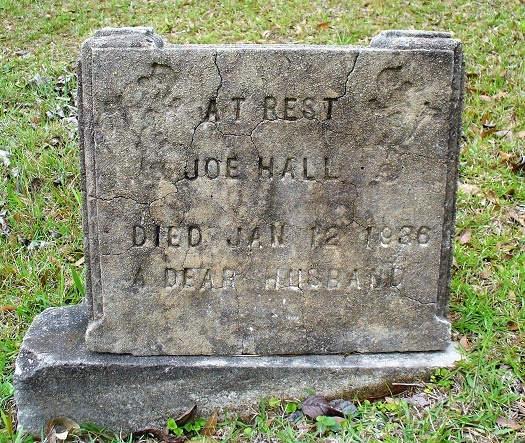 AT REST
JOE HALL
DIED JAN 12 1936
A DEAR HUSBAND